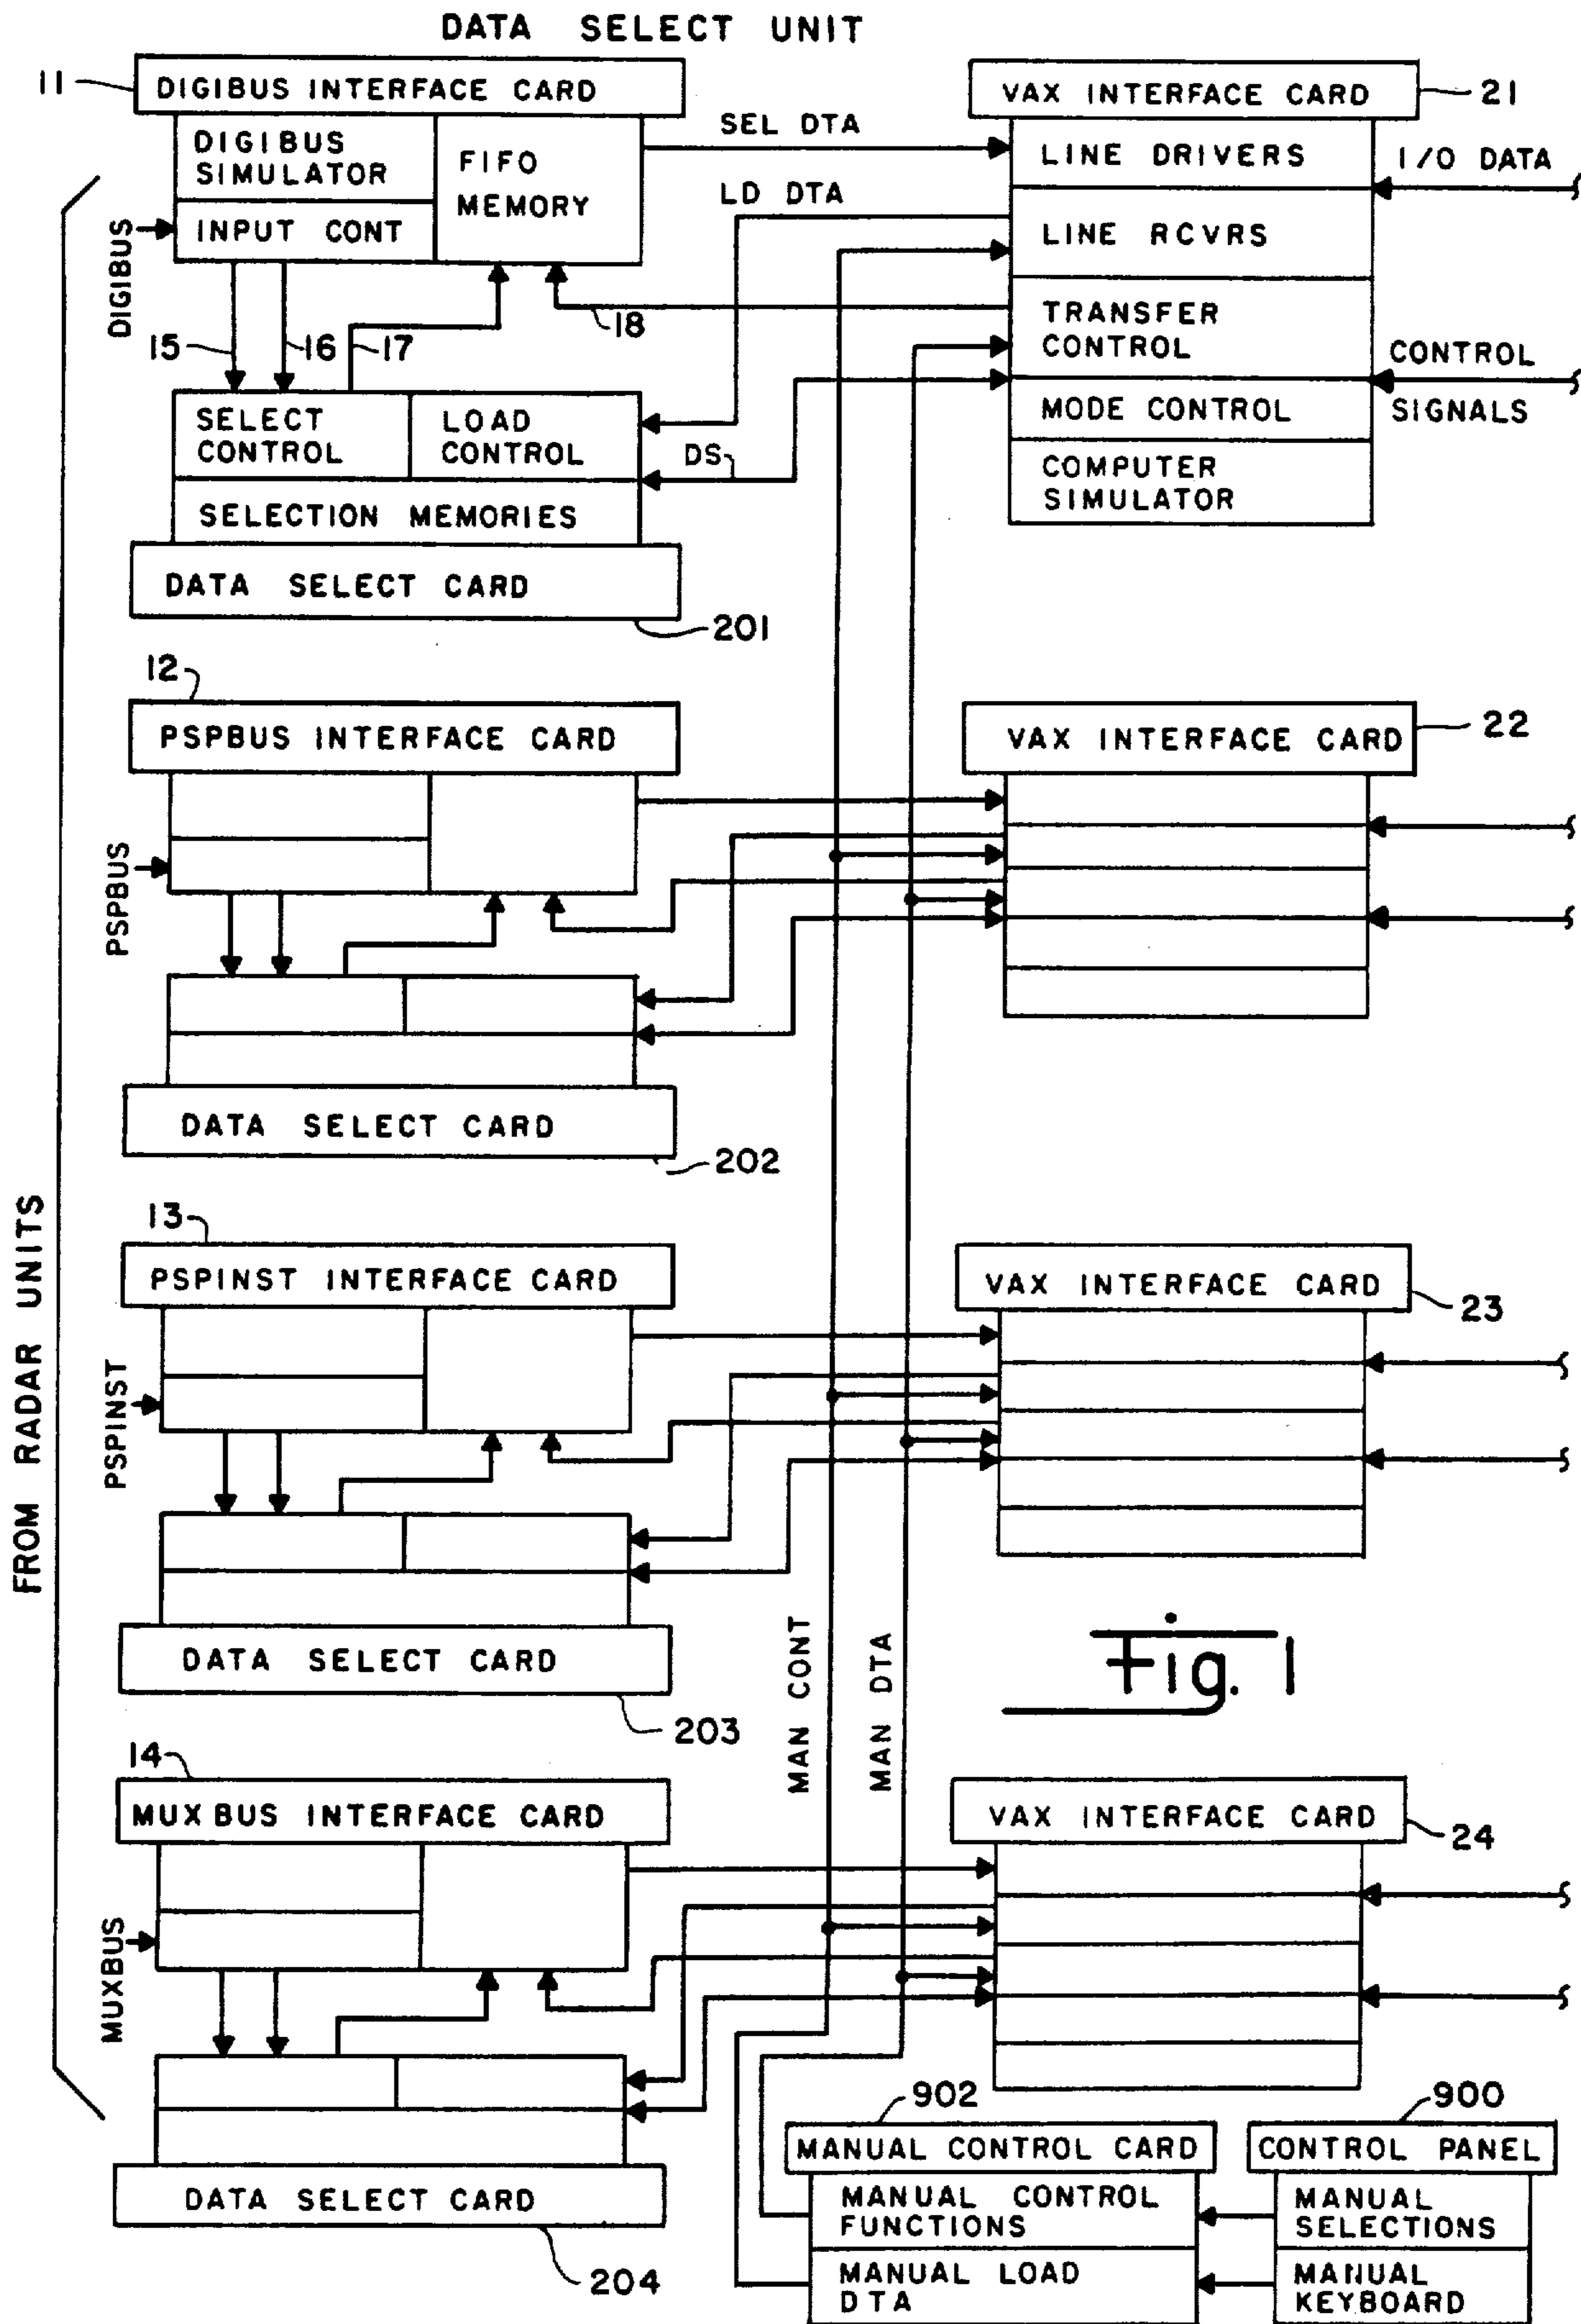 DATA SELECT UNIT
11
DIGIBUS INTERFACE CARD
DIGIBUS
SIMULATOR
INPUT CONT
FIFO
MEMORY
DIGIBUS
SEL DTA
LD DTA
VAX INTERFACE CARD
21
LINE DRIVERS
LINE RCVRS
TRANSFER
CONTROL
MODE CONTROL
COMPUTER
SIMULATOR
I/O DATA
CONTROL
SIGNALS
15
16
17
18
SELECT
CONTROL
LOAD
CONTROL
DS
SELECTION MEMORIES
DATA SELECT CARD
201
12
PSPBUS INTERFACE CARD
PSPBUS
VAX INTERFACE CARD
22
DATA SELECT CARD
202
FROM RADAR UNITS
13
PSPINST INTERFACE CARD
PSPINST
VAX INTERFACE CARD
23
DATA SELECT CARD
203
MAN CONT
MAN DTA
Fig. 1
14
MUXBUS INTERFACE CARD
MUXBUS
VAX INTERFACE CARD
24
DATA SELECT CARD
204
902
MANUAL CONTROL CARD
MANUAL CONTROL
FUNCTIONS
MANUAL LOAD
DTA
900
CONTROL PANEL
MANUAL
SELECTIONS
MANUAL
KEYBOARD